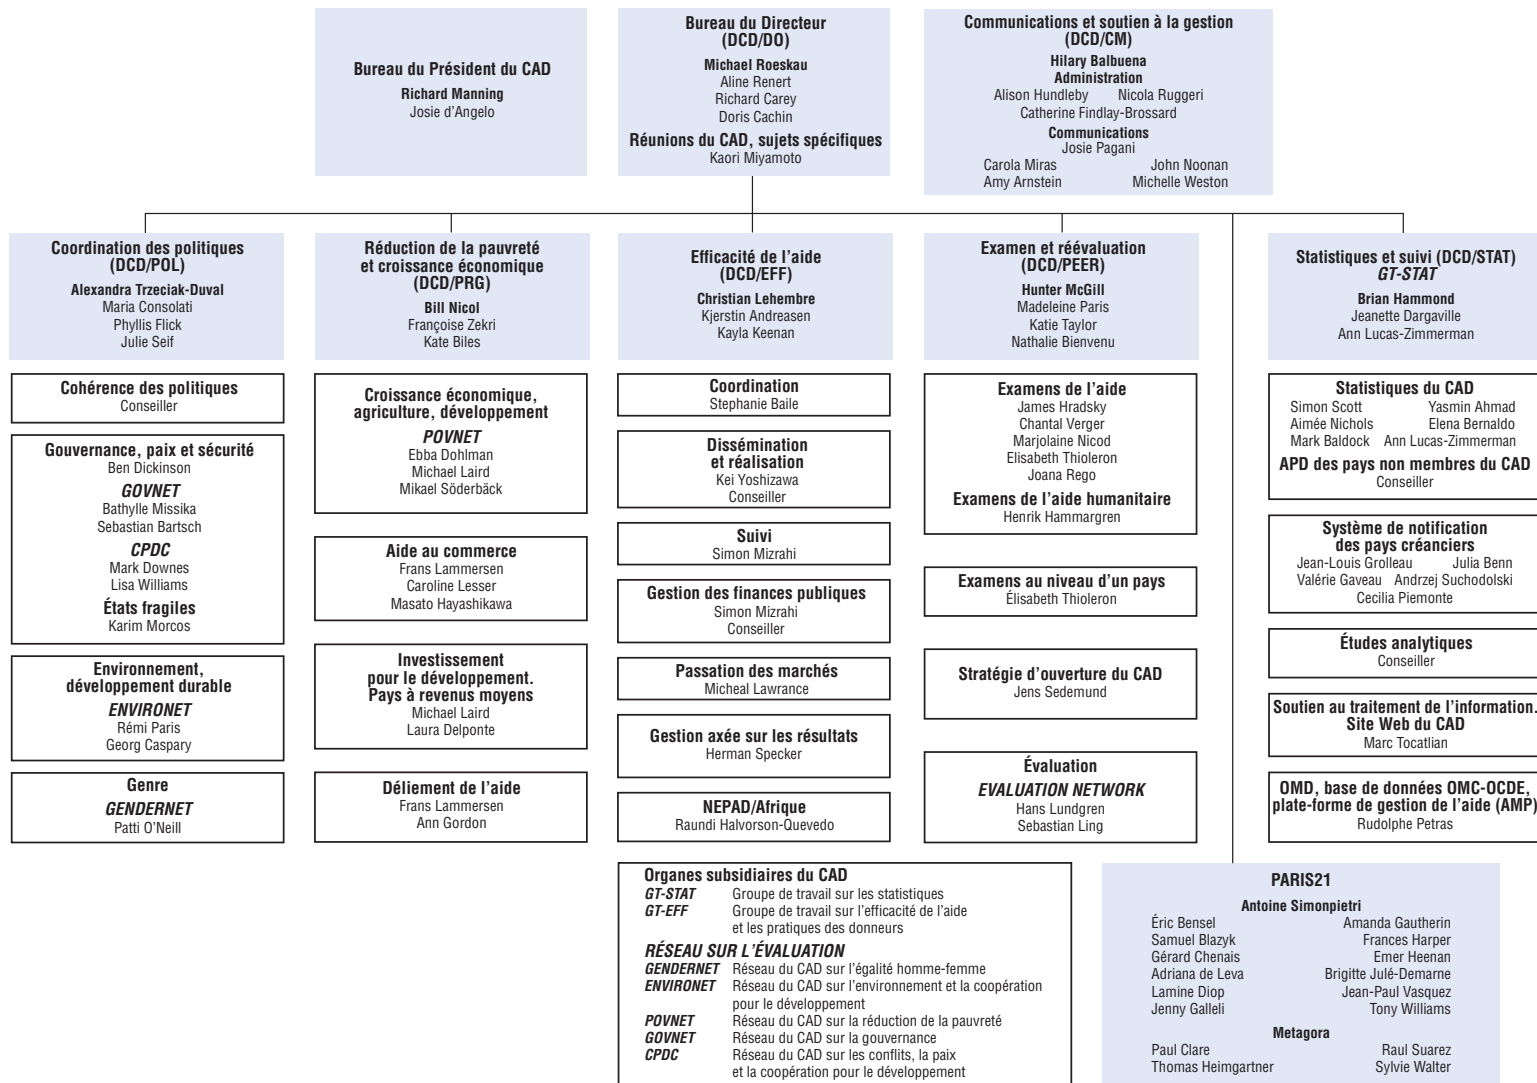 Bureau du Président du CAD
Richard Manning
Josie d'Angelo
Bureau du Directeur
(DCD/DO)
Michael Roeskau
Aline Renert
Richard Carey
Doris Cachin
Réunions du CAD, sujets spécifiques
Kaori Miyamoto
Communications et soutien à la gestion
(DCD/CM)
Hilary Balbuena
Administration
Alison Hundleby Nicola Ruggeri
Catherine Findlay-Brossard
Communications
Josie Pagani
Carola Miras John Noonan
Amy Arnstein Michelle Weston
Coordination des politiques
(DCD/POL)
Alexandra Trzeciak-Duval
Maria Consolati
Phyllis Flick
Julie Seif
Cohérence des politiques
Conseiller
Gouvernance, paix et sécurité
Ben Dickinson
GOVNET
Bathylle Missika
Sebastian Bartsch
CPDC
Mark Downes
Lisa Williams
États fragiles
Karim Morcos
Environnement,
développement durable
ENVIRONET
Rémi Paris
Georg Caspary
Genre
GENDERNET
Patti O'Neill
Réduction de la pauvreté
et croissance économique
(DCD/PRG)
Bill Nicol
Françoise Zekri
Kate Biles
Croissance économique,
agriculture, développement
POVNET
Ebba Dohlman
Michael Laird
Mikael Söderbäck
Aide au commerce
Frans Lammersen
Caroline Lesser
Masato Hayashikawa
Investissement
pour le développement.
Pays à revenus moyens
Michael Laird
Laura Delponte
Déliement de l'aide
Frans Lammersen
Ann Gordon
Efficacité de l'aide
(DCD/EFF)
Christian Lehembre
Kjerstin Andreasen
Kayla Keenan
Coordination
Stephanie Baile
Dissémination
et réalisation
Kei Yoshizawa
Conseiller
Suivi
Simon Mizrahi
Gestion des finances publiques
Simon Mizrahi
Conseiller
Passation des marchés
Micheal Lawrance
Gestion axée sur les résultats
Herman Specker
NEPAD/Afrique
Raundi Halvorson-Quevedo
Examen et réévaluation
(DCD/PEER)
Hunter McGill
Madeleine Paris
Katie Taylor
Nathalie Bienvenu
Examens de l'aide
James Hradsky
Chantal Verger
Marjolaine Nicod
Elisabeth Thioleron
Joana Rego
Examens de l'aide humanitaire
Henrik Hammargren
Examens au niveau d'un pays
Élisabeth Thioleron
Stratégie d'ouverture du CAD
Jens Sedemund
Évaluation
EVALUATION NETWORK
Hans Lundgren
Sebastian Ling
Statistiques et suivi (DCD/STAT)
GT-STAT
Brian Hammond
Jeanette Dargaville
Ann Lucas-Zimmerman
Statistiques du CAD
Simon Scott Yasmin Ahmad
Aimée Nichols Elena Bernaldo
Mark Baldock Ann Lucas-Zimmerman
APD des pays non membres du CAD
Conseiller
Système de notification
des pays créanciers
Jean-Louis Grolleau Julia Benn
Valérie Gaveau Andrzej Suchodolski
Cecilia Piemonte
Études analytiques
Conseiller
Soutien au traitement de l'information.
Site Web du CAD
Marc Tocatlian
OMD, base de données OMC-OCDE,
plate-forme de gestion de l'aide (AMP)
Rudolphe Petras
Organes subsidiaires du CAD
GT-STAT Groupe de travail sur les statistiques
GT-EFF Groupe de travail sur l'efficacité de l'aide
et les pratiques des donneurs
RÉSEAU SUR L'ÉVALUATION
GENDERNET Réseau du CAD sur l'égalité homme-femme
ENVIRONET Réseau du CAD sur l'environnement et la coopération
pour le développement
POVNET Réseau du CAD sur la réduction de la pauvreté
GOVNET Réseau du CAD sur la gouvernance
CPDC Réseau du CAD sur les conflits, la paix
et la coopération pour le développement
PARIS21
Antoine Simonpietri
Éric Bensel Amanda Gautherin
Samuel Blazyk Frances Harper
Gérard Chenais Emer Heenan
Adriana de Leva Brigitte Julé-Demarne
Lamine Diop Jean-Paul Vasquez
Jenny Galleli Tony Williams
Metagora
Paul Clare Raul Suarez
Thomas Heimgartner Sylvie Walter